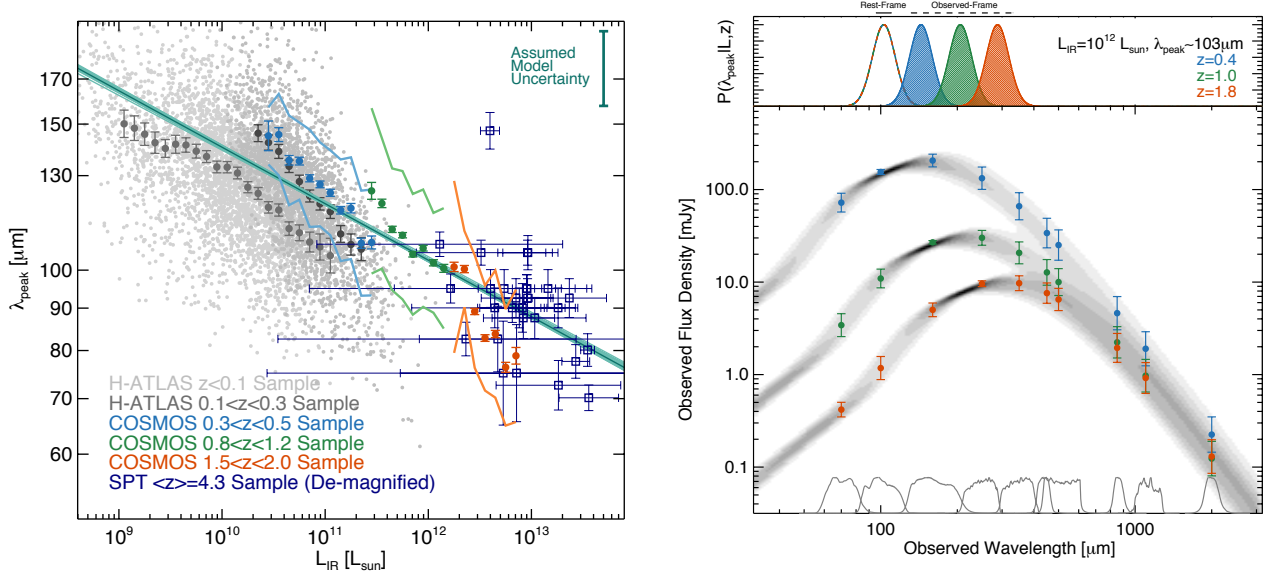 170
150
130
100
90
80
70
60
λpeak [μm]
Assumed
Model
Uncertainty
H-ATLAS z<0.1 Sample
H-ATLAS 0.1<z<0.3 Sample
COSMOS 0.3<z<0.5 Sample
COSMOS 0.8<z<1.2 Sample
COSMOS 1.5<z<2.0 Sample
SPT <z>=4.3 Sample (De-magnified)
10⁹ 10¹⁰ 10¹¹ 10¹² 10¹³
L_IR [L_sun]
Rest-Frame Observed-Frame
P(λpeak|L,z)
L_IR=10¹² L_sun, λpeak~103μm
z=0.4
z=1.0
z=1.8
100.0
10.0
1.0
0.1
Observed Flux Density [mJy]
100 1000
Observed Wavelength [μm]